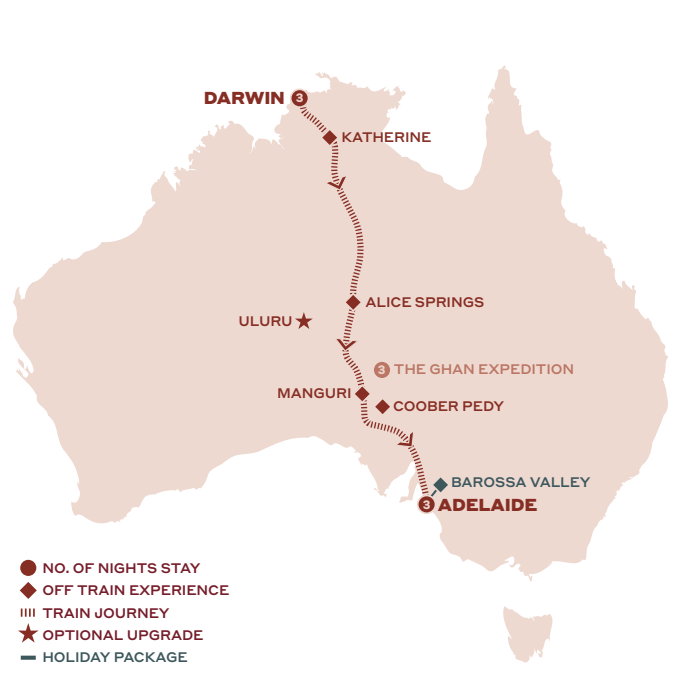 DARWIN 3
KATHERINE
ALICE SPRINGS
ULURU
3 THE GHAN EXPEDITION
MANGURI
COOBER PEDY
BAROSSA VALLEY
3 ADELAIDE
NO. OF NIGHTS STAY
OFF TRAIN EXPERIENCE
TRAIN JOURNEY
OPTIONAL UPGRADE
HOLIDAY PACKAGE